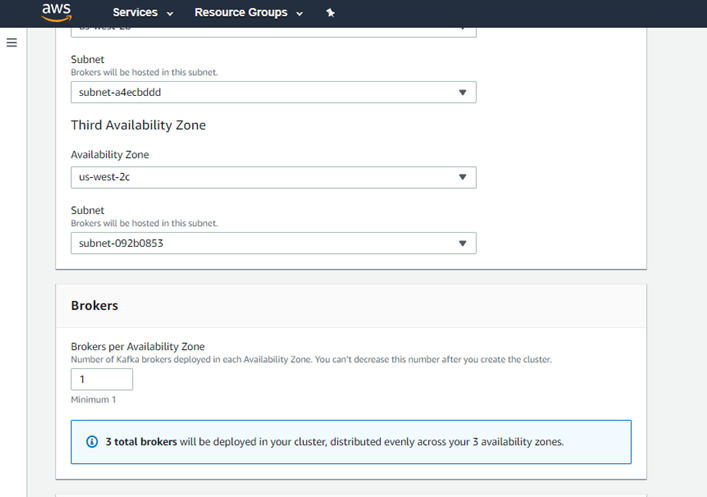 aws
Services
Resource Groups
us-west-2b
Subnet
Brokers will be hosted in this subnet.
subnet-a4ecbddd
Third Availability Zone
Availability Zone
us-west-2c
Subnet
Brokers will be hosted in this subnet.
subnet-092b0853
Brokers
Brokers per Availability Zone
Number of Kafka brokers deployed in each Availability Zone. You can't decrease this number after you create the cluster.
1
Minimum 1
3 total brokers will be deployed in your cluster, distributed evenly across your 3 availability zones.